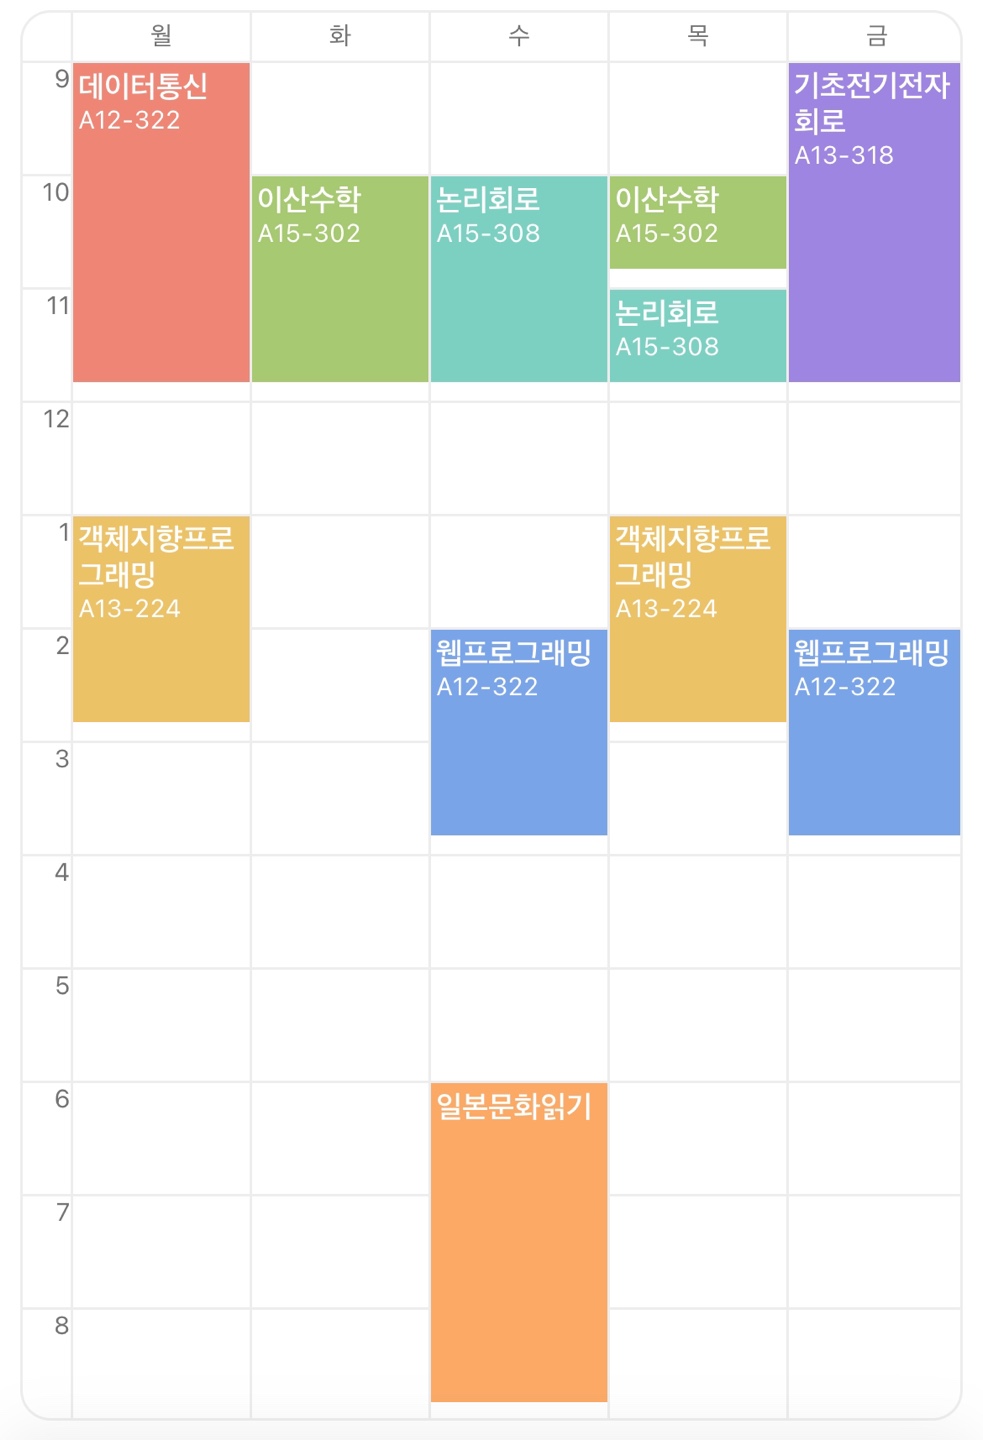 월 화 수 목 금
9
데이터통신
A12-322
기초전기전자
회로
A13-318
10
이산수학
A15-302
논리회로
A15-308
이산수학
A15-302
11
논리회로
A15-308
12
1
객체지향프로
그래밍
A13-224
객체지향프로
그래밍
A13-224
2
웹프로그래밍
A12-322
웹프로그래밍
A12-322
3
4
5
6
일본문화읽기
7
8